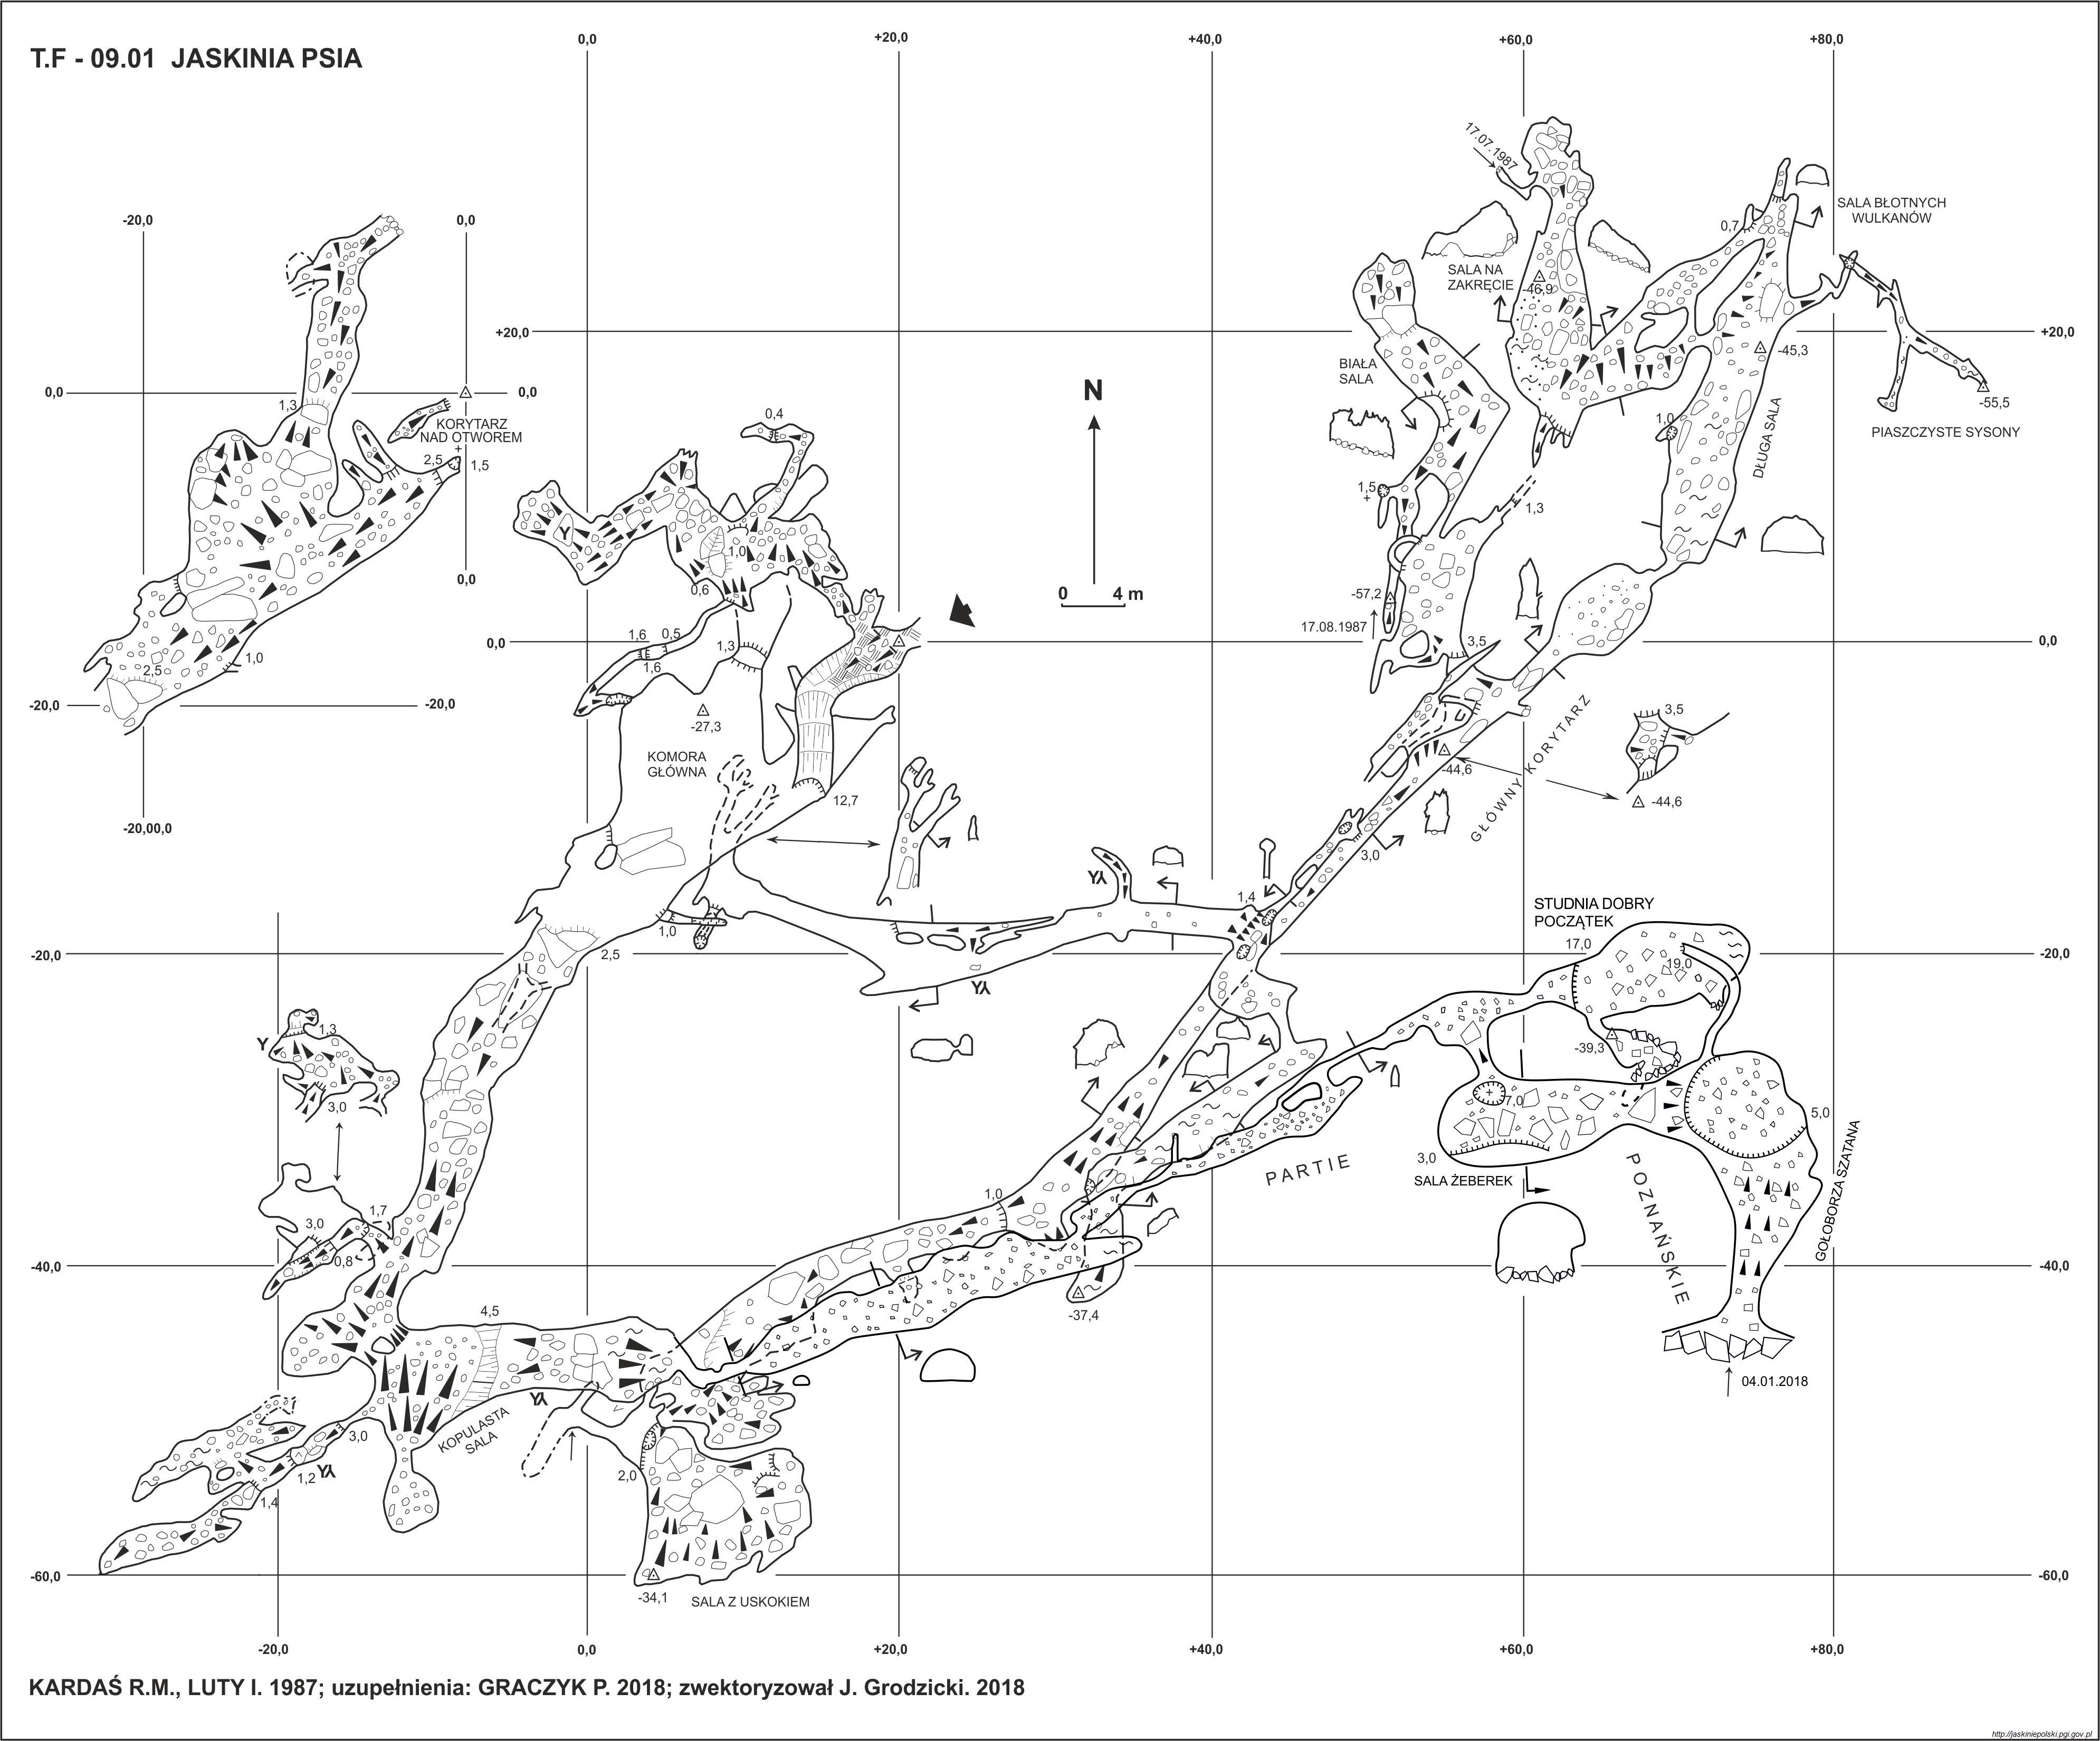 T.F - 09.01  JASKINIA PSIA
0,0
+20,0
+40,0
+60,0
+80,0
17.07.1987
SALA BŁOTNYCH
WULKANÓW
0,7
-20,0
0,0
SALA NA
ZAKRĘCIE
-46,9
+20,0
+20,0
-45,3
BIAŁA
SALA
0,0
0,0
1,3
KORYTARZ
NAD OTWOREM
+
2,5
1,5
N
0,4
1,0
-55,5
PIASZCZYSTE SYSONY
DŁUGA SALA
1,5
+
1,3
Y
1,0
0,6
0,0
0 4 m
-57,2
17.08.1987
1,6
0,5
1,3
1,6
0,0
0,0
3,5
1,0
2,5
-20,0
-20,0
-27,3
KOMORA
GŁÓWNA
12,7
3,5
-44,6
-44,6
GŁÓWNY KORYTARZ
-20,00,0
3,0
YY
1,4
STUDNIA DOBRY
POCZĄTEK
17,0
19,0
1,0
2,5
-20,0
-20,0
YY
1,3
Y
3,0
-39,3
+
7,0
5,0
3,0
SALA ŻEBEREK
PARTIE
POZNAŃSKIE
GOŁOBORZA SZATANA
1,0
1,7
3,0
0,8
-40,0
-40,0
-37,4
4,5
04.01.2018
YY
KOPULASTA
SALA
3,0
1,2
YY
1,4
2,0
-34,1
SALA Z USKOKIEM
-60,0
-60,0
-20,0
0,0
+20,0
+40,0
+60,0
+80,0
KARDAŚ R.M., LUTY I. 1987; uzupełnienia: GRACZYK P. 2018; zwektoryzował J. Grodzicki. 2018
http://jaskiniepolski.pgi.gov.pl